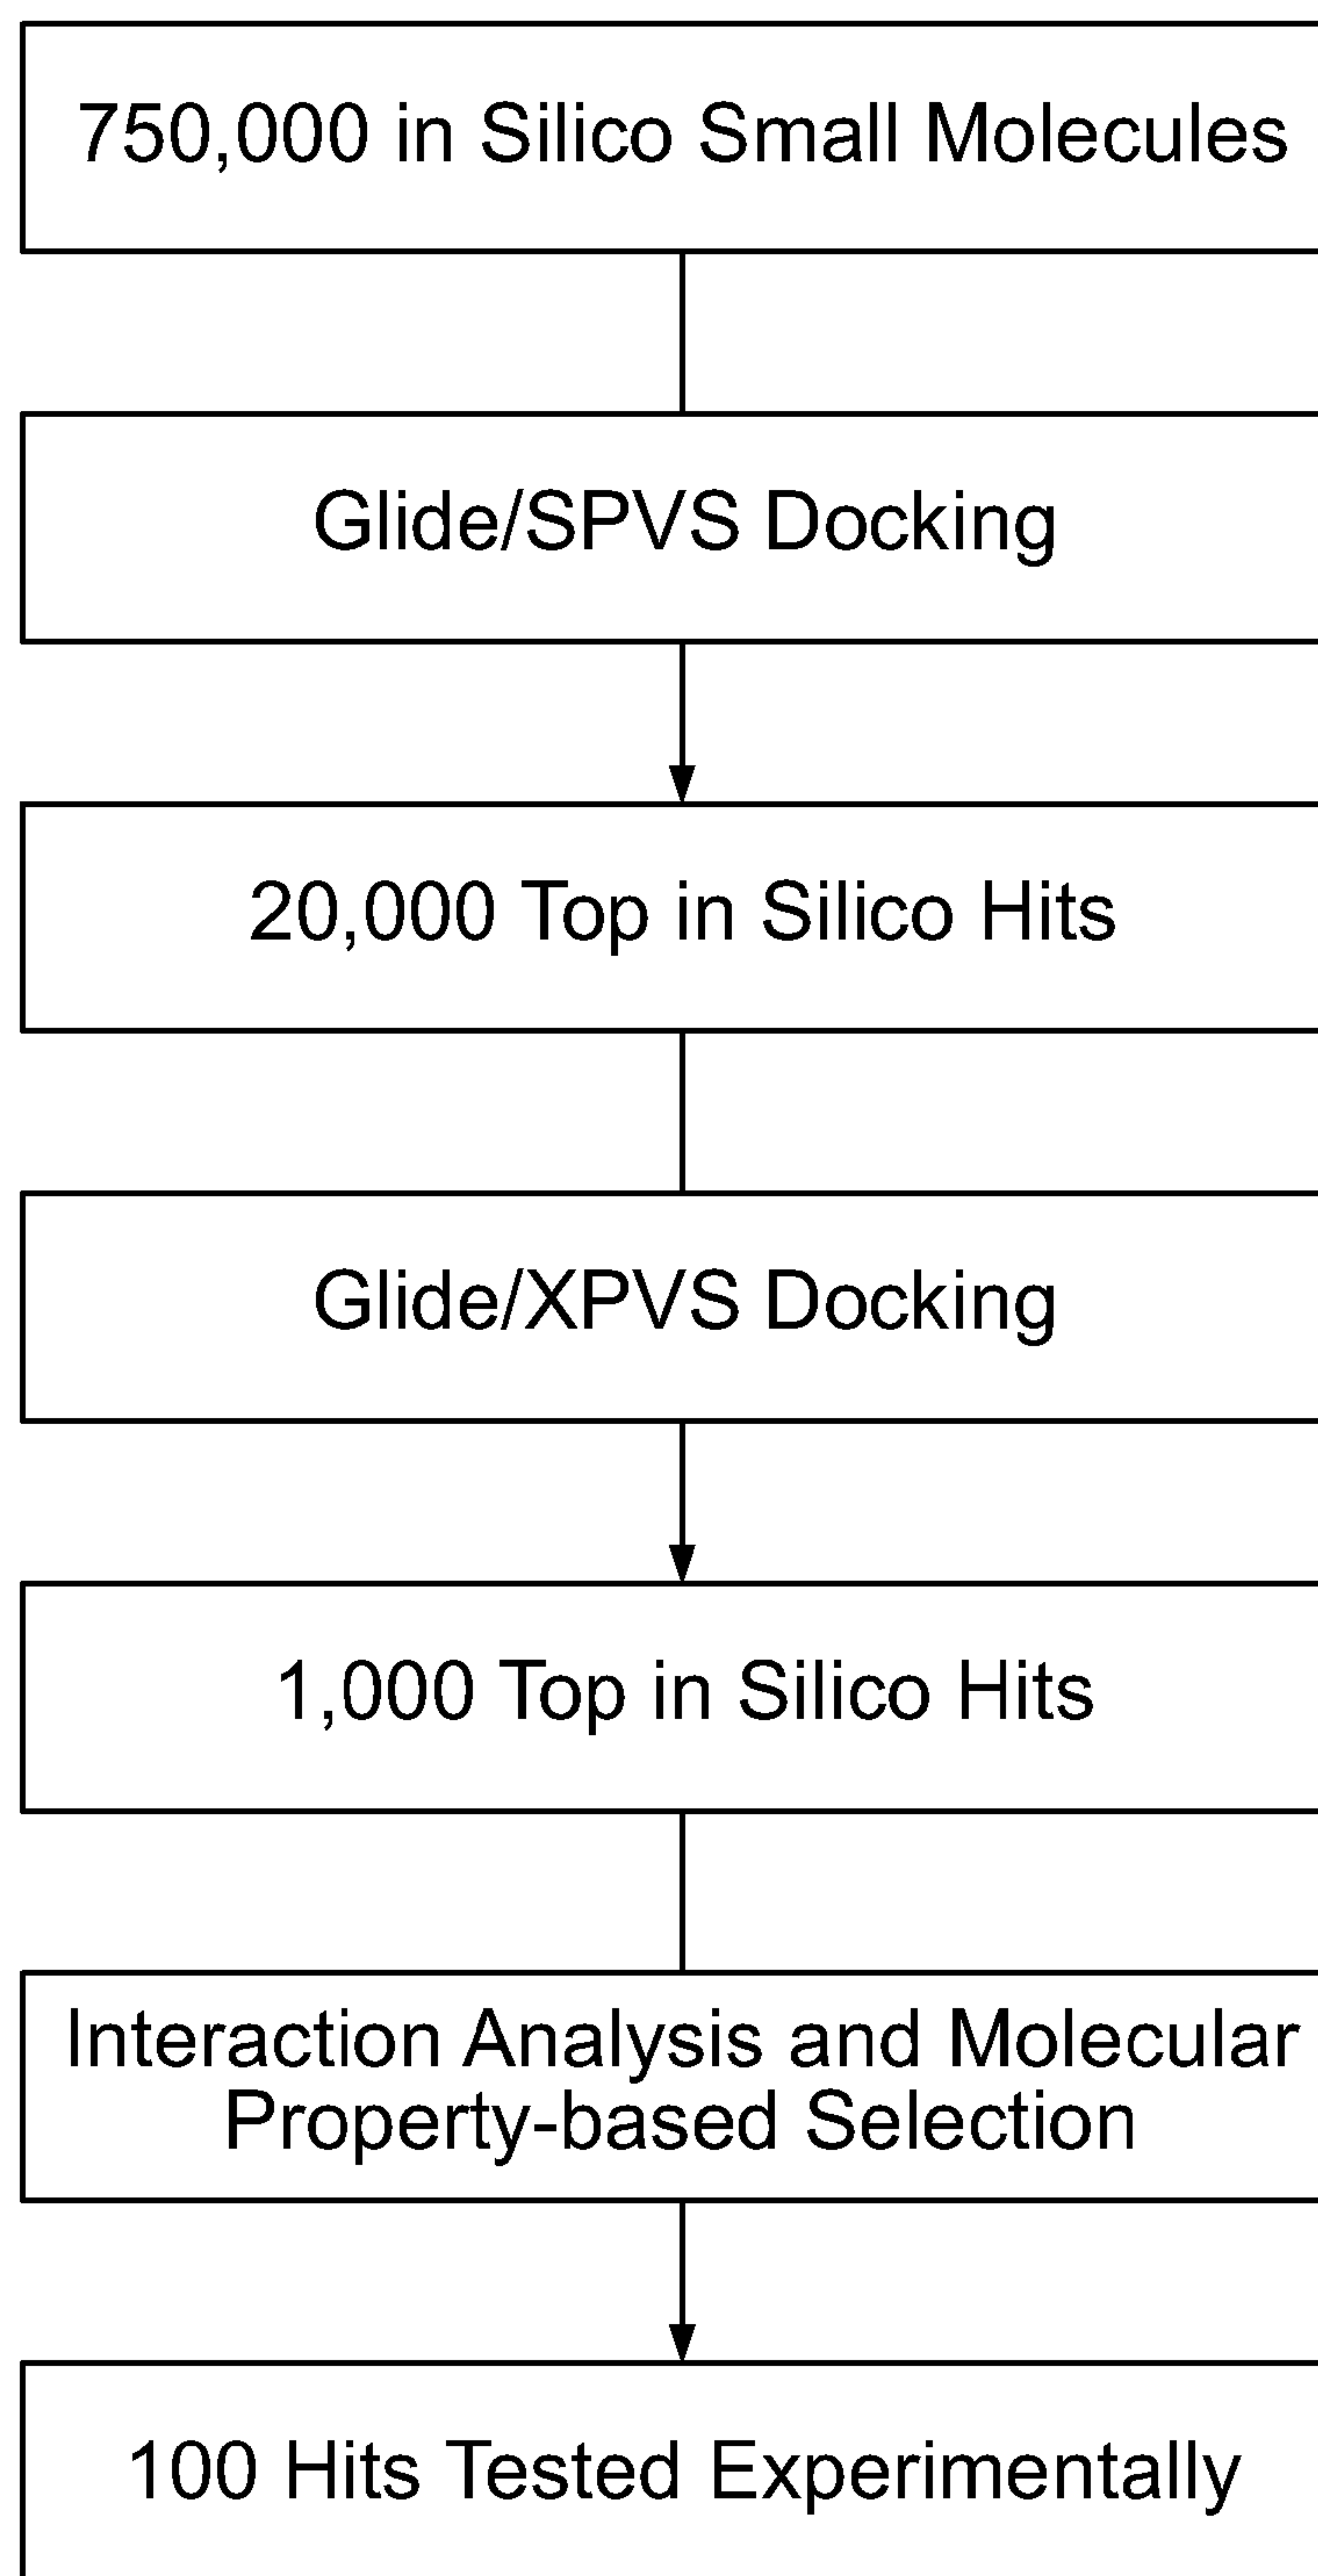 750,000 in Silico Small Molecules
Glide/SPVS Docking
20,000 Top in Silico Hits
Glide/XPVS Docking
1,000 Top in Silico Hits
Interaction Analysis and Molecular
Property-based Selection
100 Hits Tested Experimentally